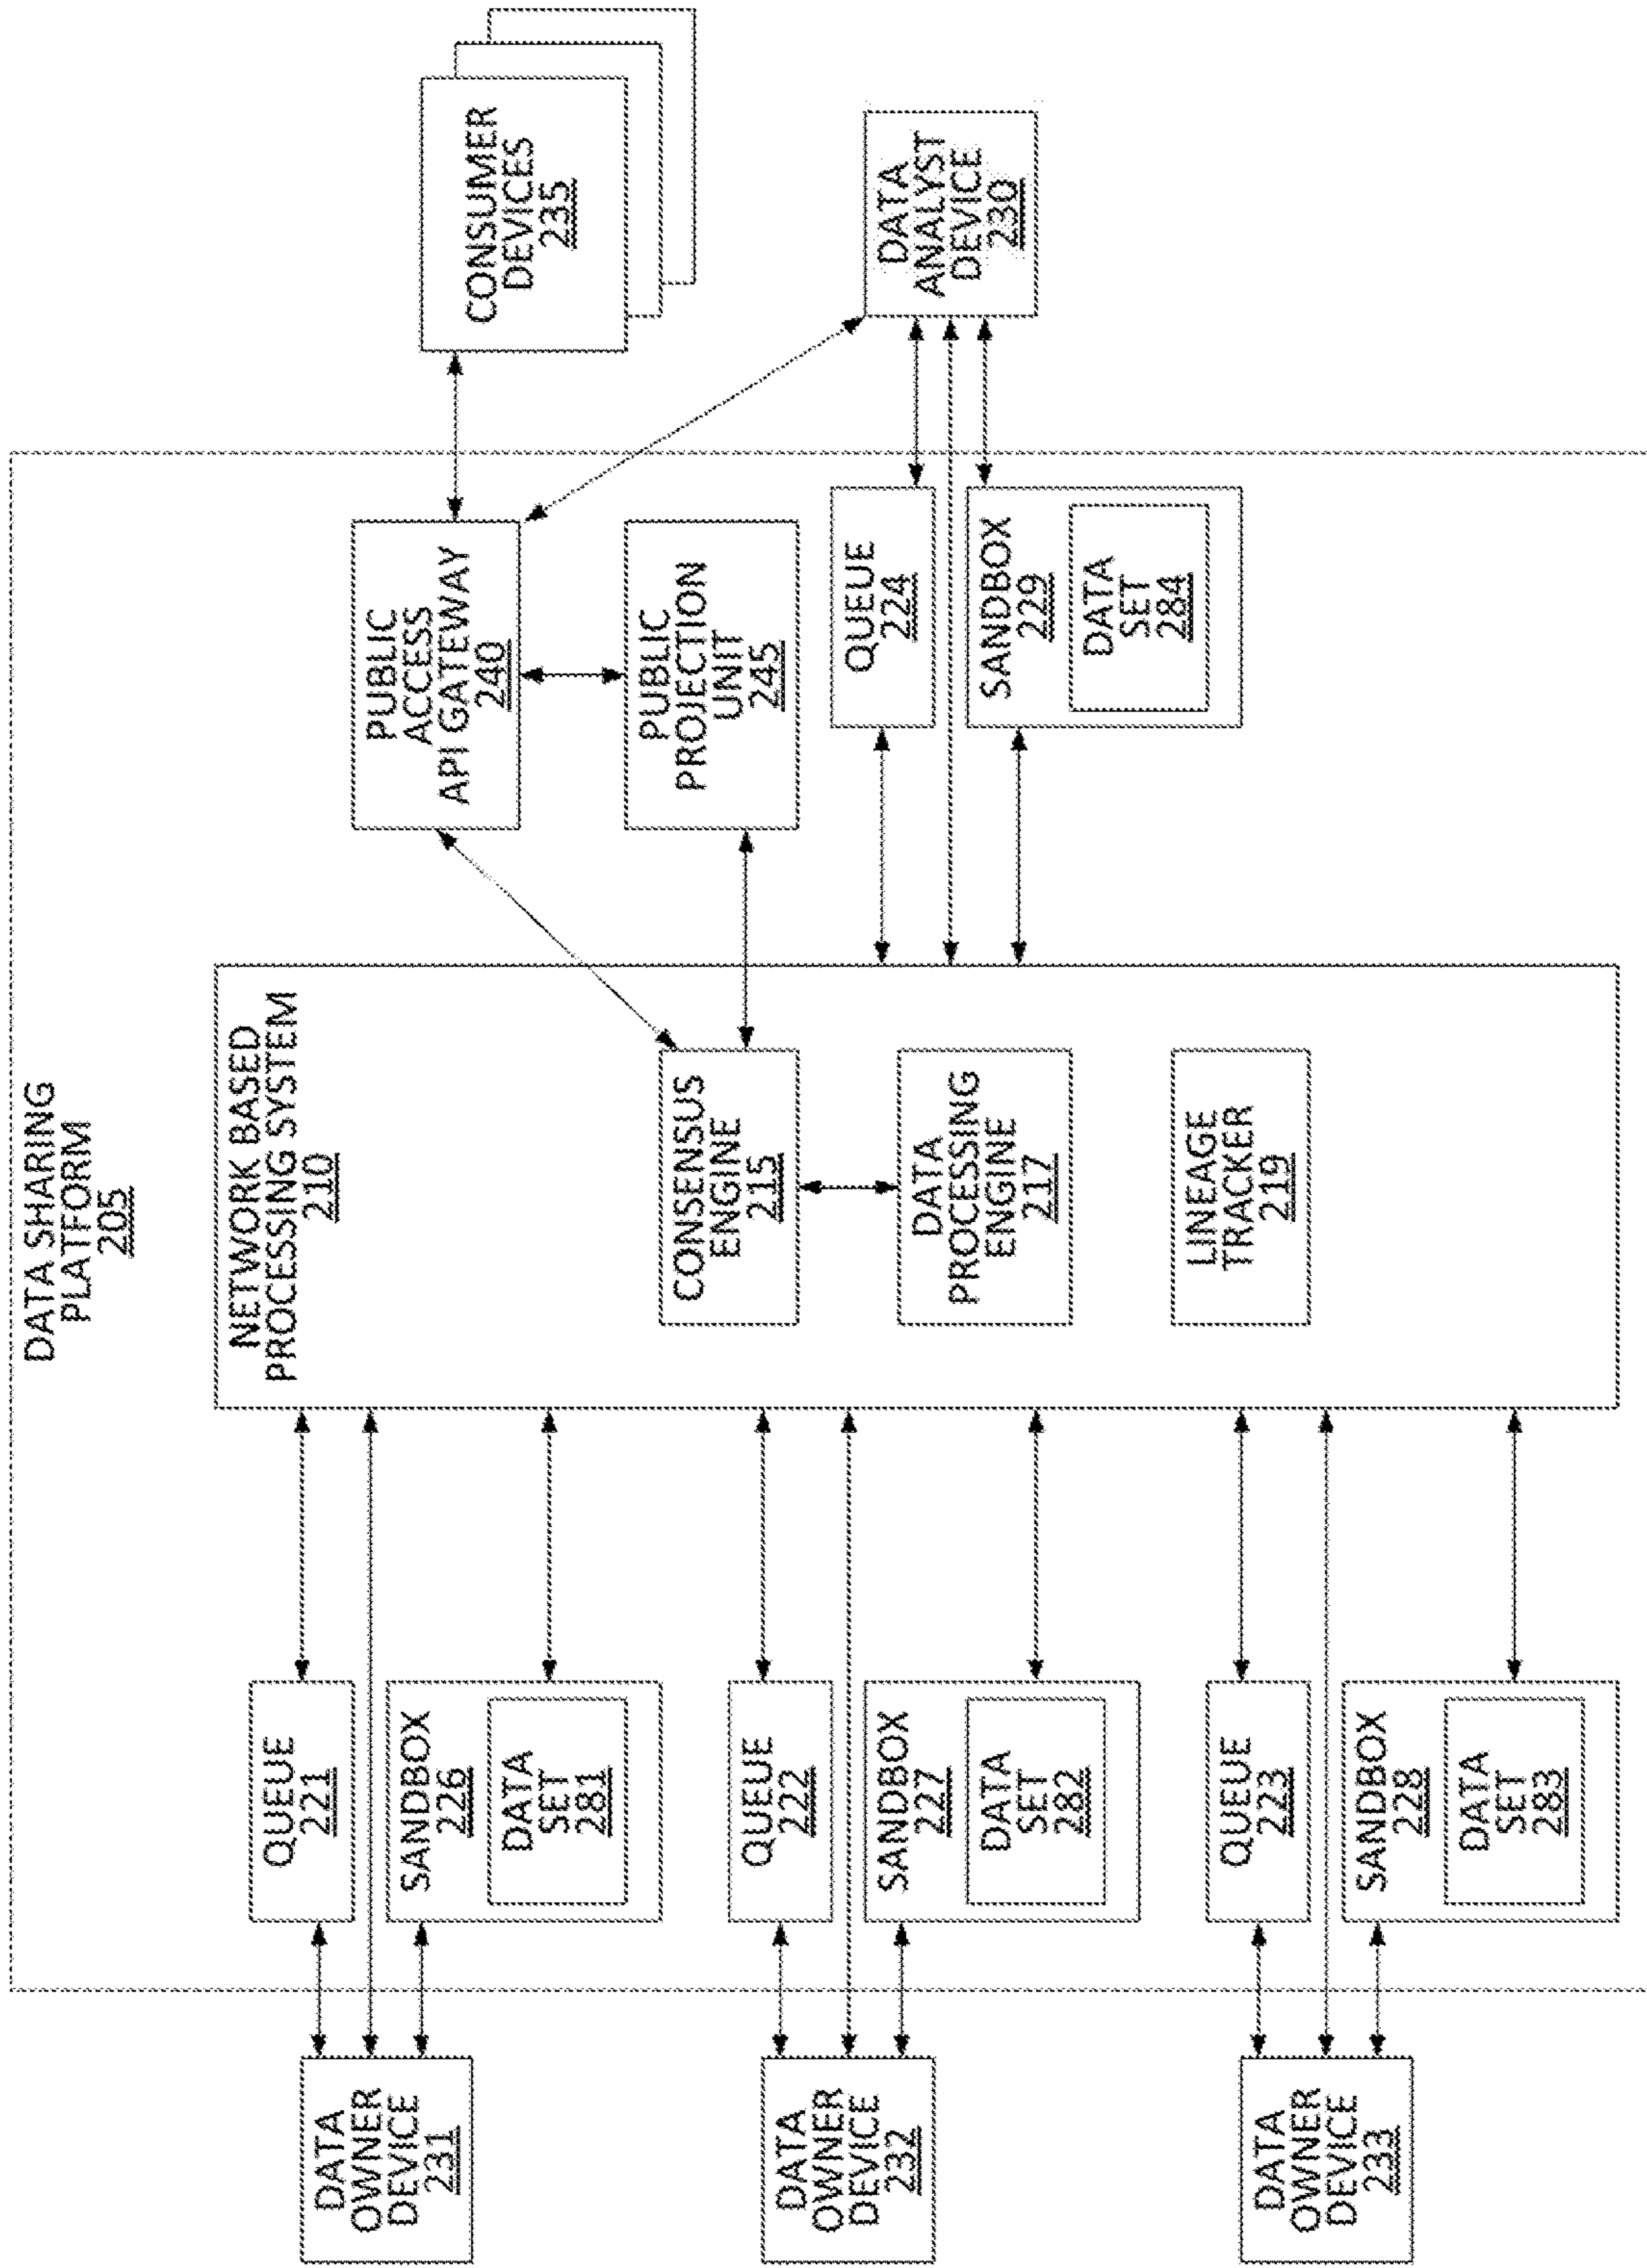 DATA SHARING
PLATFORM
205
DATA
OWNER
DEVICE
231
QUEUE
221
SANDBOX
226
DATA
SET
281
DATA
OWNER
DEVICE
232
QUEUE
222
SANDBOX
227
DATA
SET
282
DATA
OWNER
DEVICE
233
QUEUE
223
SANDBOX
228
DATA
SET
283
NETWORK BASED
PROCESSING SYSTEM
210
CONSENSUS
ENGINE
215
DATA
PROCESSING
ENGINE
217
LINEAGE
TRACKER
219
PUBLIC
ACCESS
API GATEWAY
240
PUBLIC
PROJECTION
UNIT
245
QUEUE
224
SANDBOX
229
DATA
SET
284
CONSUMER
DEVICES
235
DATA
ANALYST
DEVICE
230